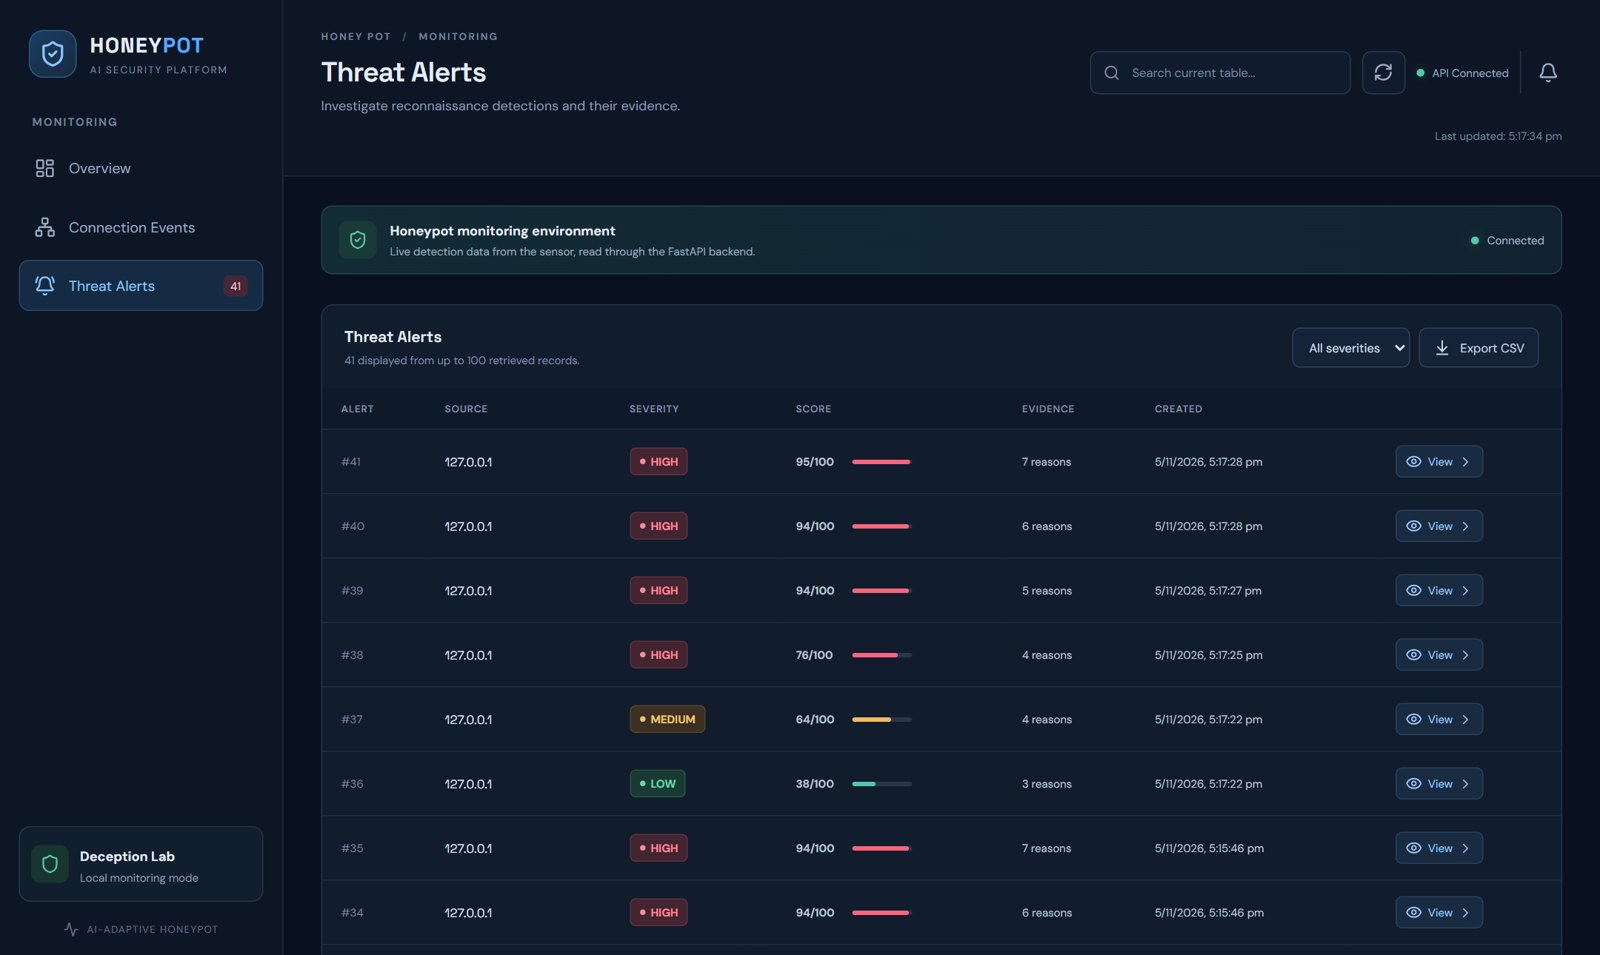 HONEYPOT
AI SECURITY PLATFORM
MONITORING
Overview
Connection Events
Threat Alerts 41
Deception Lab
Local monitoring mode
AI-ADAPTIVE HONEYPOT
HONEY POT / MONITORING
Threat Alerts
Investigate reconnaissance detections and their evidence.
Search current table...
API Connected
Last updated: 5:17:34 pm
Honeypot monitoring environment
Live detection data from the sensor, read through the FastAPI backend.
Connected
Threat Alerts
41 displayed from up to 100 retrieved records.
All severities
Export CSV
ALERT SOURCE SEVERITY SCORE EVIDENCE CREATED
#41 127.0.0.1 HIGH 95/100 7 reasons 5/11/2026, 5:17:28 pm View
#40 127.0.0.1 HIGH 94/100 6 reasons 5/11/2026, 5:17:28 pm View
#39 127.0.0.1 HIGH 94/100 5 reasons 5/11/2026, 5:17:27 pm View
#38 127.0.0.1 HIGH 76/100 4 reasons 5/11/2026, 5:17:25 pm View
#37 127.0.0.1 MEDIUM 64/100 4 reasons 5/11/2026, 5:17:22 pm View
#36 127.0.0.1 LOW 38/100 3 reasons 5/11/2026, 5:17:22 pm View
#35 127.0.0.1 HIGH 94/100 7 reasons 5/11/2026, 5:15:46 pm View
#34 127.0.0.1 HIGH 94/100 6 reasons 5/11/2026, 5:15:46 pm View